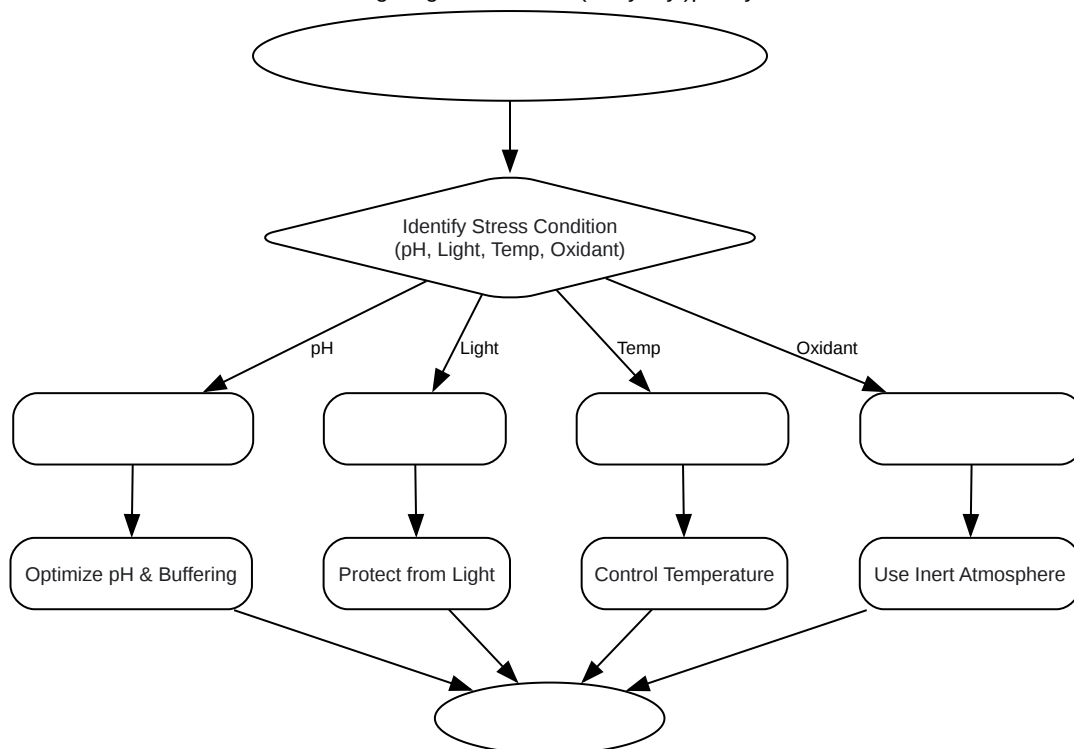 Identify Stress Condition
(pH, Light, Temp, Oxidant)
pH
Light
Temp
Oxidant
Optimize pH & Buffering
Protect from Light
Control Temperature
Use Inert Atmosphere